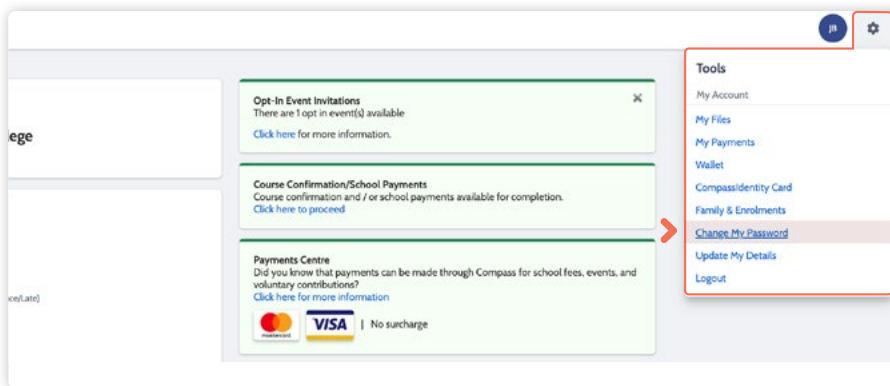 JB
Tools
My Account
My Files
My Payments
Wallet
CompassIdentity Card
Family & Enrolments
Change My Password
Update My Details
Logout
ege
ce/Late)
Opt-In Event Invitations
There are 1 opt in event(s) available
Click here for more information.
Course Confirmation/School Payments
Course confirmation and / or school payments available for completion.
Click here to proceed
Payments Centre
Did you know that payments can be made through Compass for school fees, events, and
voluntary contributions?
Click here for more information
mastercard VISA | No surcharge